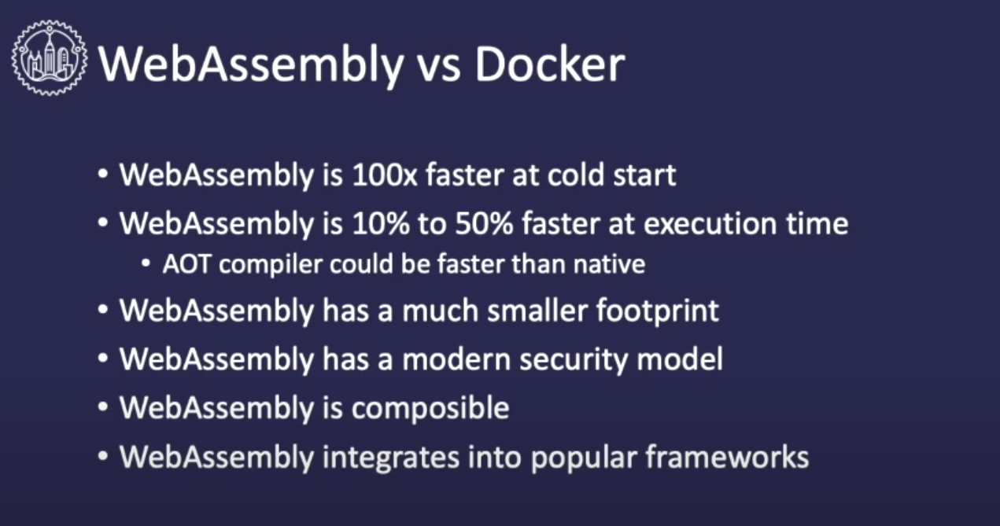 WebAssembly vs Docker
• WebAssembly is 100x faster at cold start
• WebAssembly is 10% to 50% faster at execution time
• AOT compiler could be faster than native
• WebAssembly has a much smaller footprint
• WebAssembly has a modern security model
• WebAssembly is composible
• WebAssembly integrates into popular frameworks